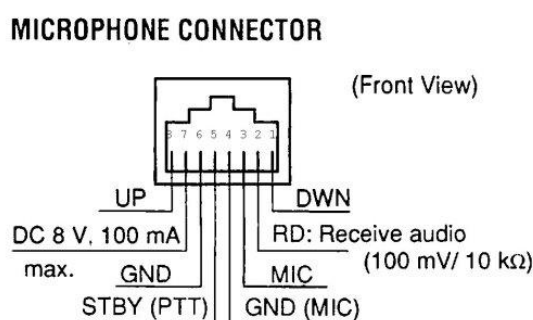 MICROPHONE CONNECTOR
(Front View)
8 7 6 5 4 3 2 1
UP DWN
DC 8 V, 100 mA RD: Receive audio
max. (100 mV/ 10 kΩ)
GND MIC
STBY (PTT) GND (MIC)